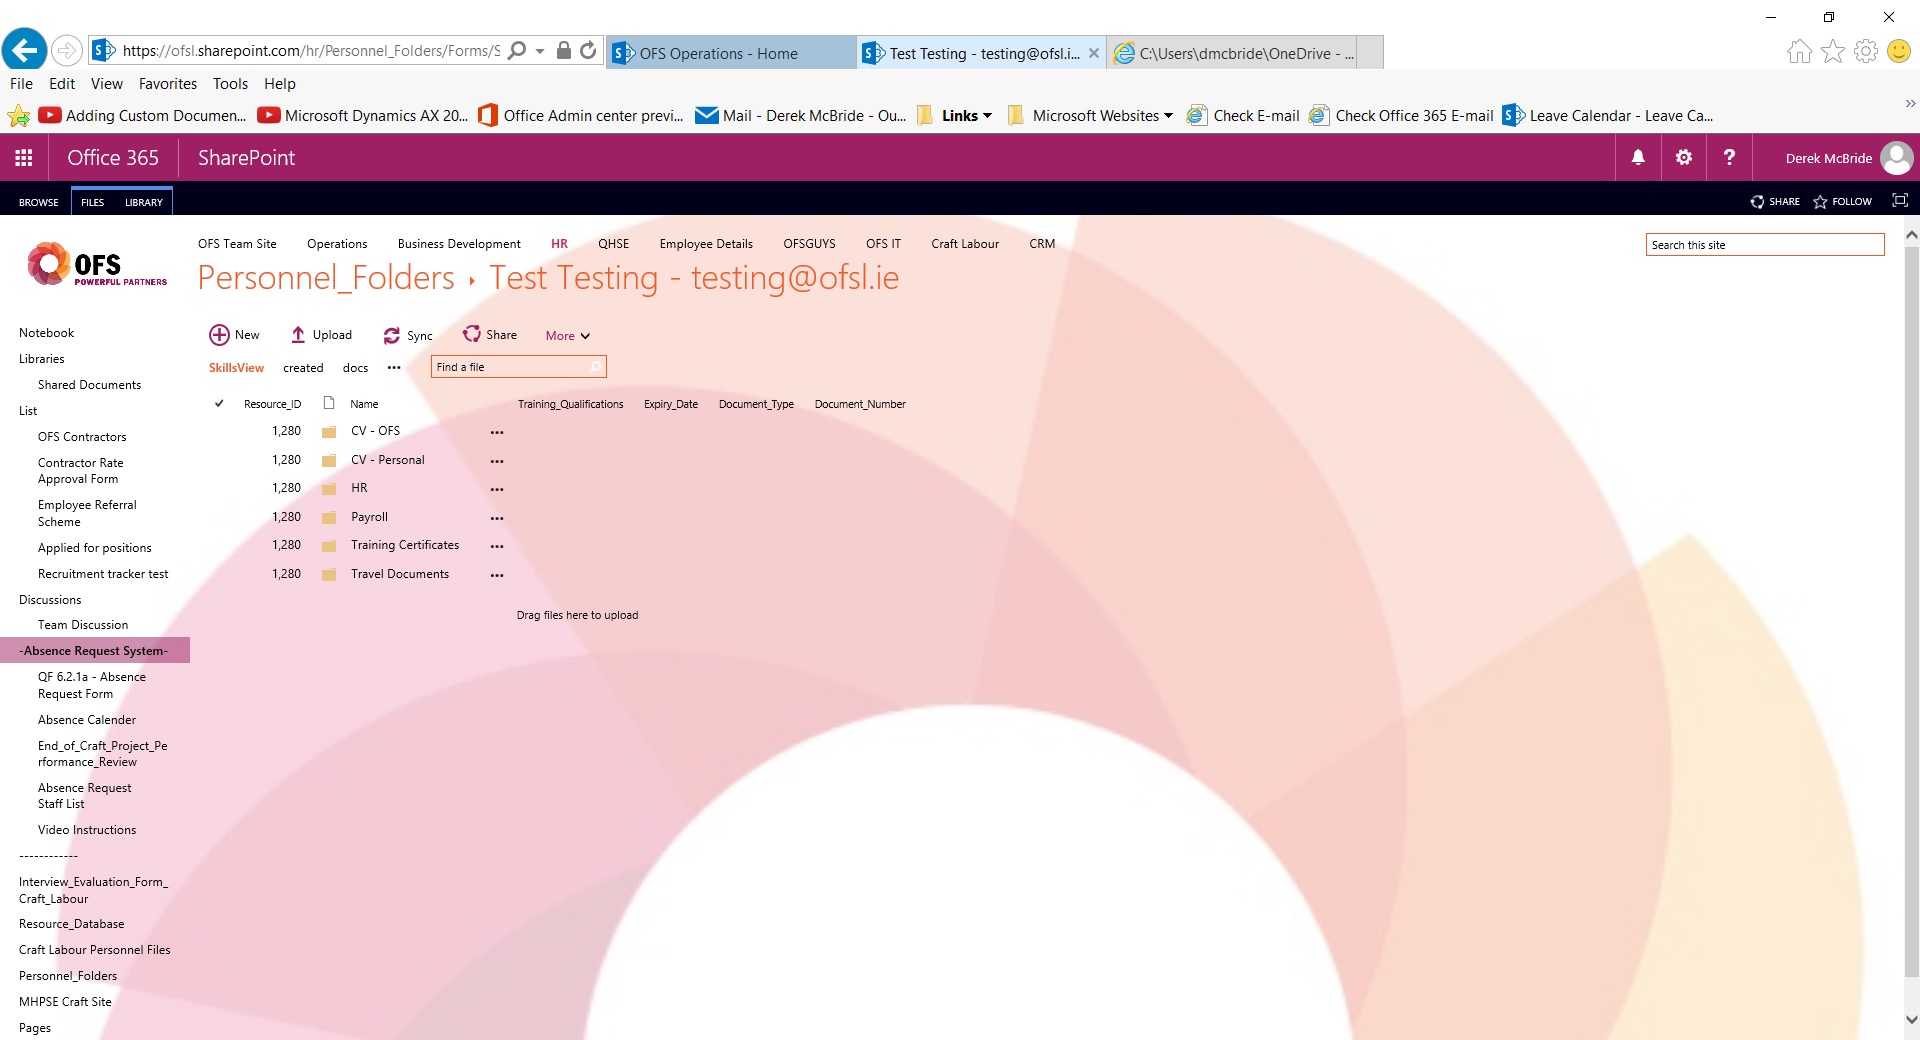 https://ofsl.sharepoint.com/hr/Personnel_Folders/Forms/S
OFS Operations - Home
Test Testing - testing@ofsl.i...
C:\Users\dmcbride\OneDrive - ...
File Edit View Favorites Tools Help
Adding Custom Documen...
Microsoft Dynamics AX 20...
Office Admin center previ...
Mail - Derek McBride - Ou...
Links
Microsoft Websites
Check E-mail
Check Office 365 E-mail
Leave Calendar - Leave Ca...
Office 365
SharePoint
?
Derek McBride
BROWSE FILES LIBRARY
SHARE FOLLOW
OFS
POWERFUL PARTNERS
OFS Team Site Operations Business Development HR QHSE Employee Details OFSGUYS OFS IT Craft Labour CRM
Search this site
Personnel_Folders Test Testing - testing@ofsl.ie
Notebook
Libraries
Shared Documents
List
OFS Contractors
Contractor Rate
Approval Form
Employee Referral
Scheme
Applied for positions
Recruitment tracker test
Discussions
Team Discussion
-Absence Request System-
QF 6.2.1a - Absence
Request Form
Absence Calender
End_of_Craft_Project_Pe
rformance_Review
Absence Request
Staff List
Video Instructions
------------
Interview_Evaluation_Form_
Craft_Labour
Resource_Database
Craft Labour Personnel Files
Personnel_Folders
MHPSE Craft Site
Pages
New Upload Sync Share More
SkillsView created docs ... Find a file
Resource_ID Name Training_Qualifications Expiry_Date Document_Type Document_Number
1,280 CV - OFS ...
1,280 CV - Personal ...
1,280 HR ...
1,280 Payroll ...
1,280 Training Certificates ...
1,280 Travel Documents ...
Drag files here to upload